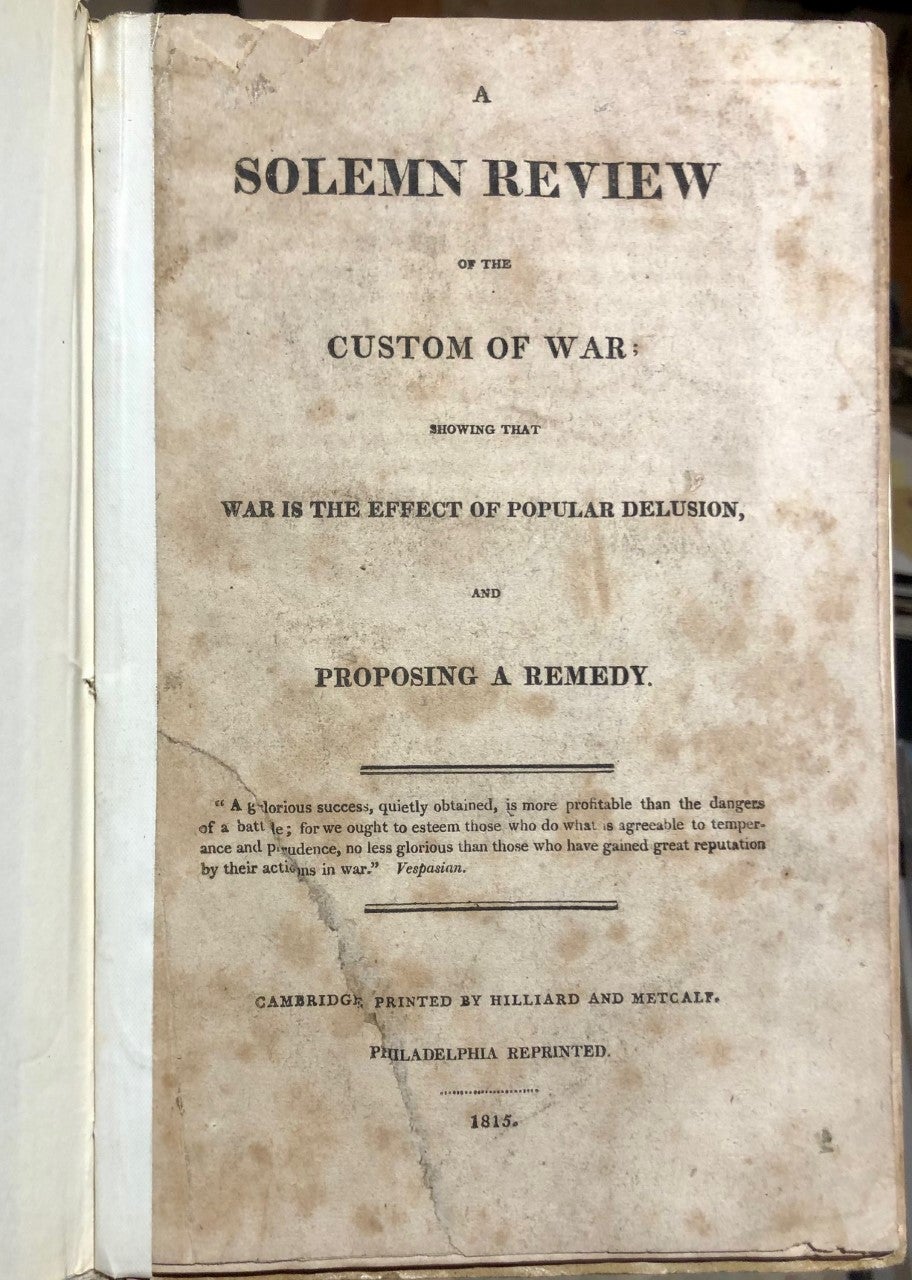 A
SOLEMN REVIEW
OF THE
CUSTOM OF WAR;
SHOWING THAT
WAR IS THE EFFECT OF POPULAR DELUSION,
AND
PROPOSING A REMEDY.
“ A glorious success, quietly obtained, is more profitable than the dangers
of a battle; for we ought to esteem those who do what is agreeable to temper-
ance and prudence, no less glorious than those who have gained great reputation
by their actions in war.” Vespasian.
CAMBRIDGE PRINTED BY HILLIARD AND METCALF.
PHILADELPHIA REPRINTED.
1815.